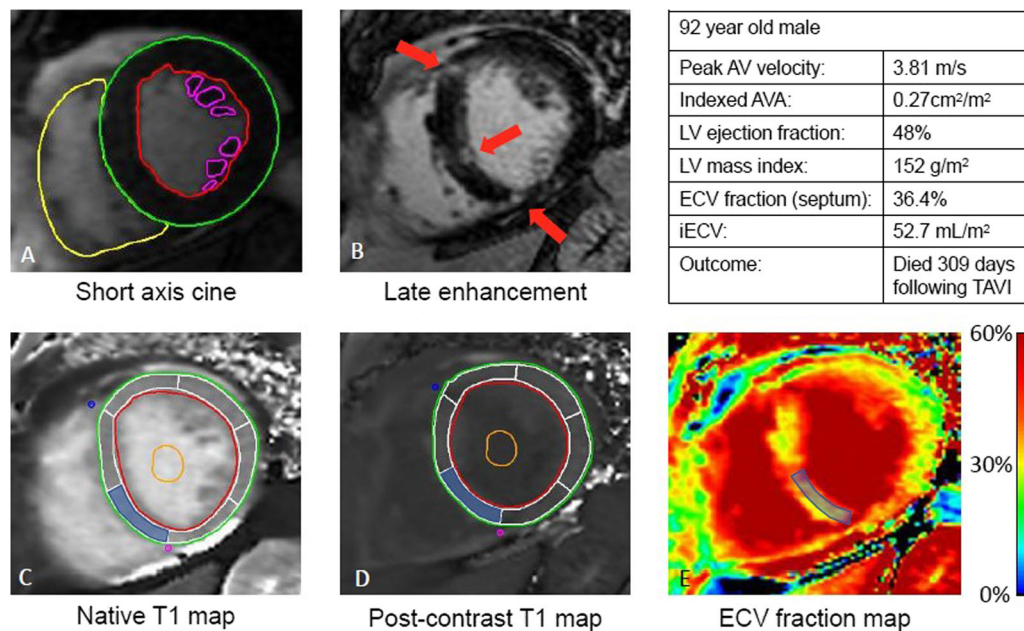 A
Short axis cine
B
Late enhancement
92 year old male
Peak AV velocity: 3.81 m/s
Indexed AVA: 0.27cm²/m²
LV ejection fraction: 48%
LV mass index: 152 g/m²
ECV fraction (septum): 36.4%
iECV: 52.7 mL/m²
Outcome: Died 309 days
following TAVI
C
Native T1 map
D
Post-contrast T1 map
E
ECV fraction map
60%
30%
0%